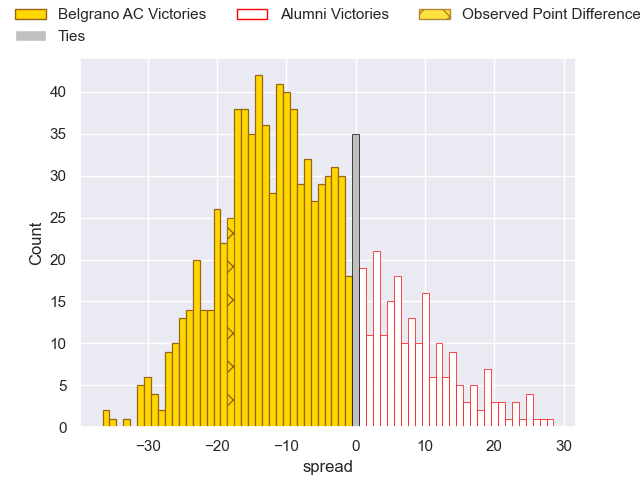 Belgrano AC Victories
Alumni Victories
Observed Point Difference
Ties
40
35
30
25
20
15
10
5
0
Count
−30
−20
−10
0
10
20
30
spread